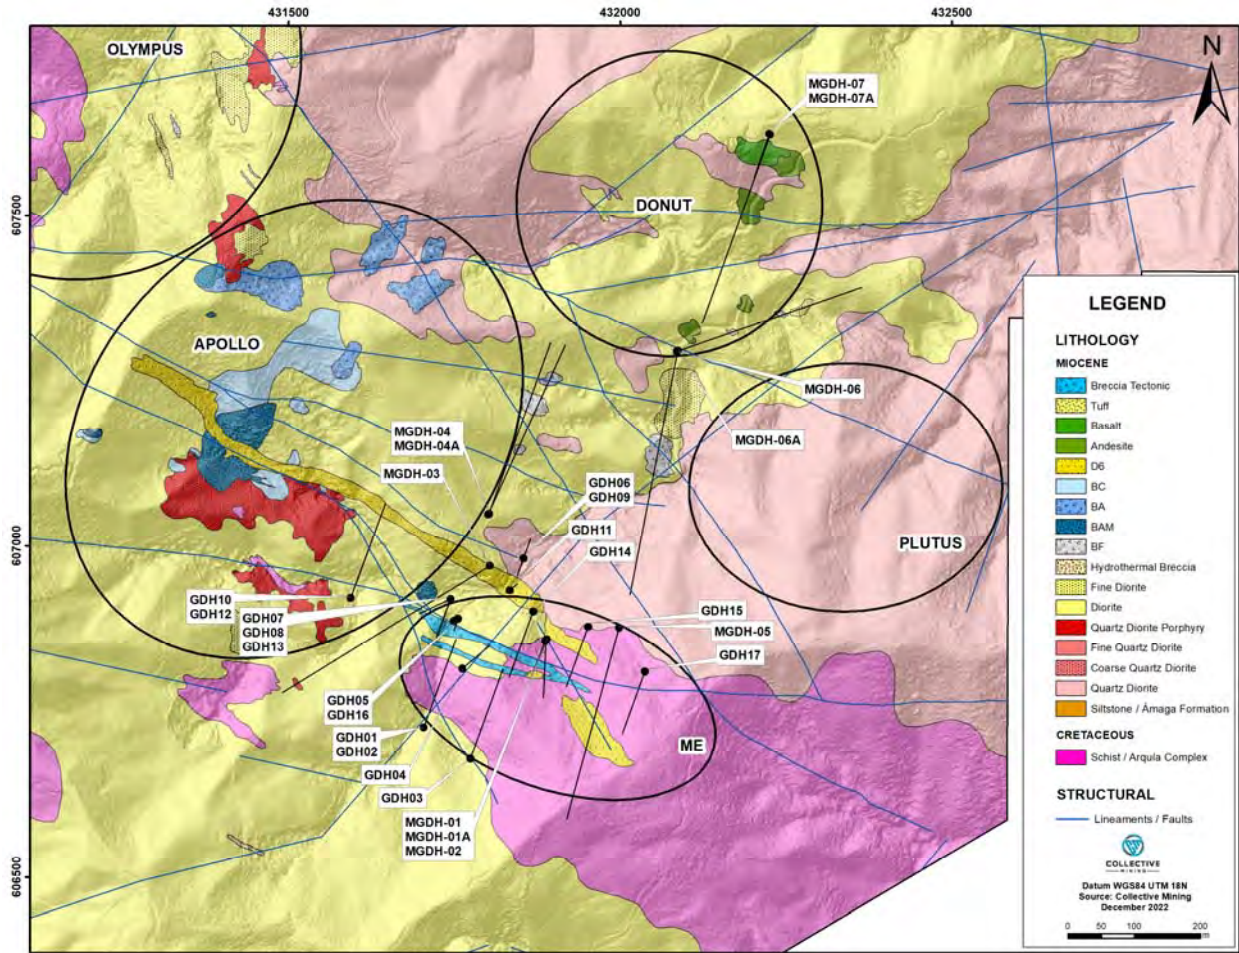 431500
432000
432500
607500
607000
606500
OLYMPUS
N
MGDH-07
MGDH-07A
DONUT
APOLLO
MGDH-06
MGDH-04
MGDH-04A
MGDH-06A
MGDH-03
GDH06
GDH09
GDH11
PLUTUS
GDH14
GDH10
GDH12
GDH07
GDH08
GDH13
GDH15
MGDH-05
GDH17
GDH05
GDH16
GDH01
GDH02
ME
GDH04
GDH03
MGDH-01
MGDH-01A
MGDH-02
LEGEND
LITHOLOGY
MIOCENE
Breccia Tectonic
Tuff
Basalt
Andesite
D6
BC
BA
BAM
BF
Hydrothermal Breccia
Fine Diorite
Diorite
Quartz Diorite Porphyry
Fine Quartz Diorite
Coarse Quartz Diorite
Quartz Diorite
Siltstone / Ámaga Formation
CRETACEOUS
Schist / Arquía Complex
STRUCTURAL
Lineaments / Faults
COLLECTIVE
MINING
Datum WGS84 UTM 18N
Source: Collective Mining
December 2022
0 50 100 200
m